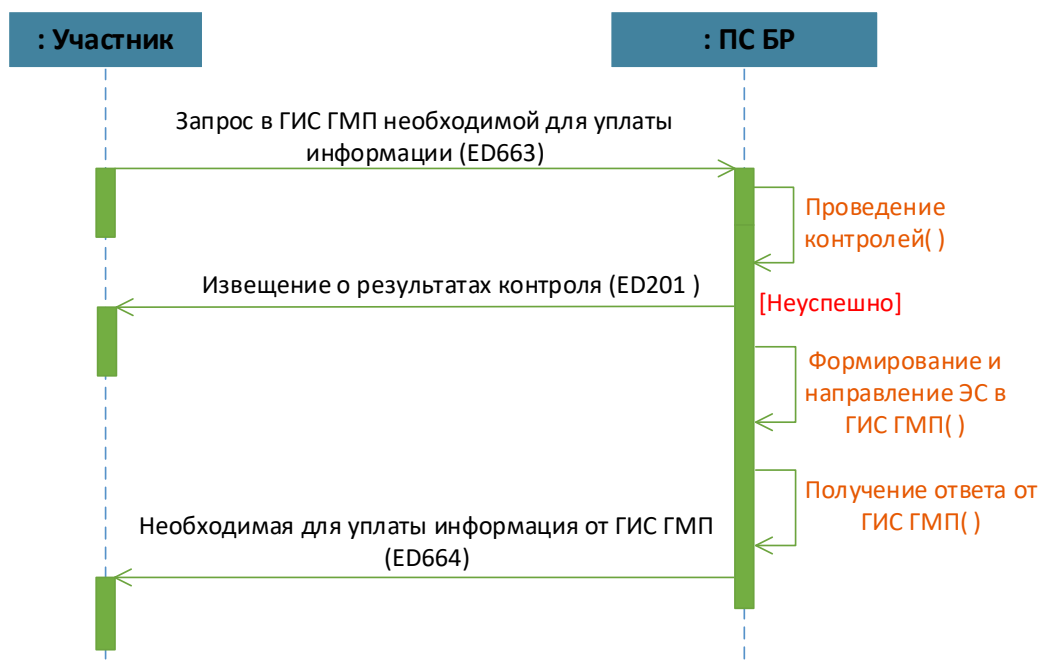 : Участник
: ПС БР
Запрос в ГИС ГМП необходимой для уплаты
информации (ED663)
Проведение
контролей( )
Извещение о результатах контроля (ED201 )
[Неуспешно]
Формирование и
направление ЭС в
ГИС ГМП( )
Получение ответа от
ГИС ГМП( )
Необходимая для уплаты информация от ГИС ГМП
(ED664)